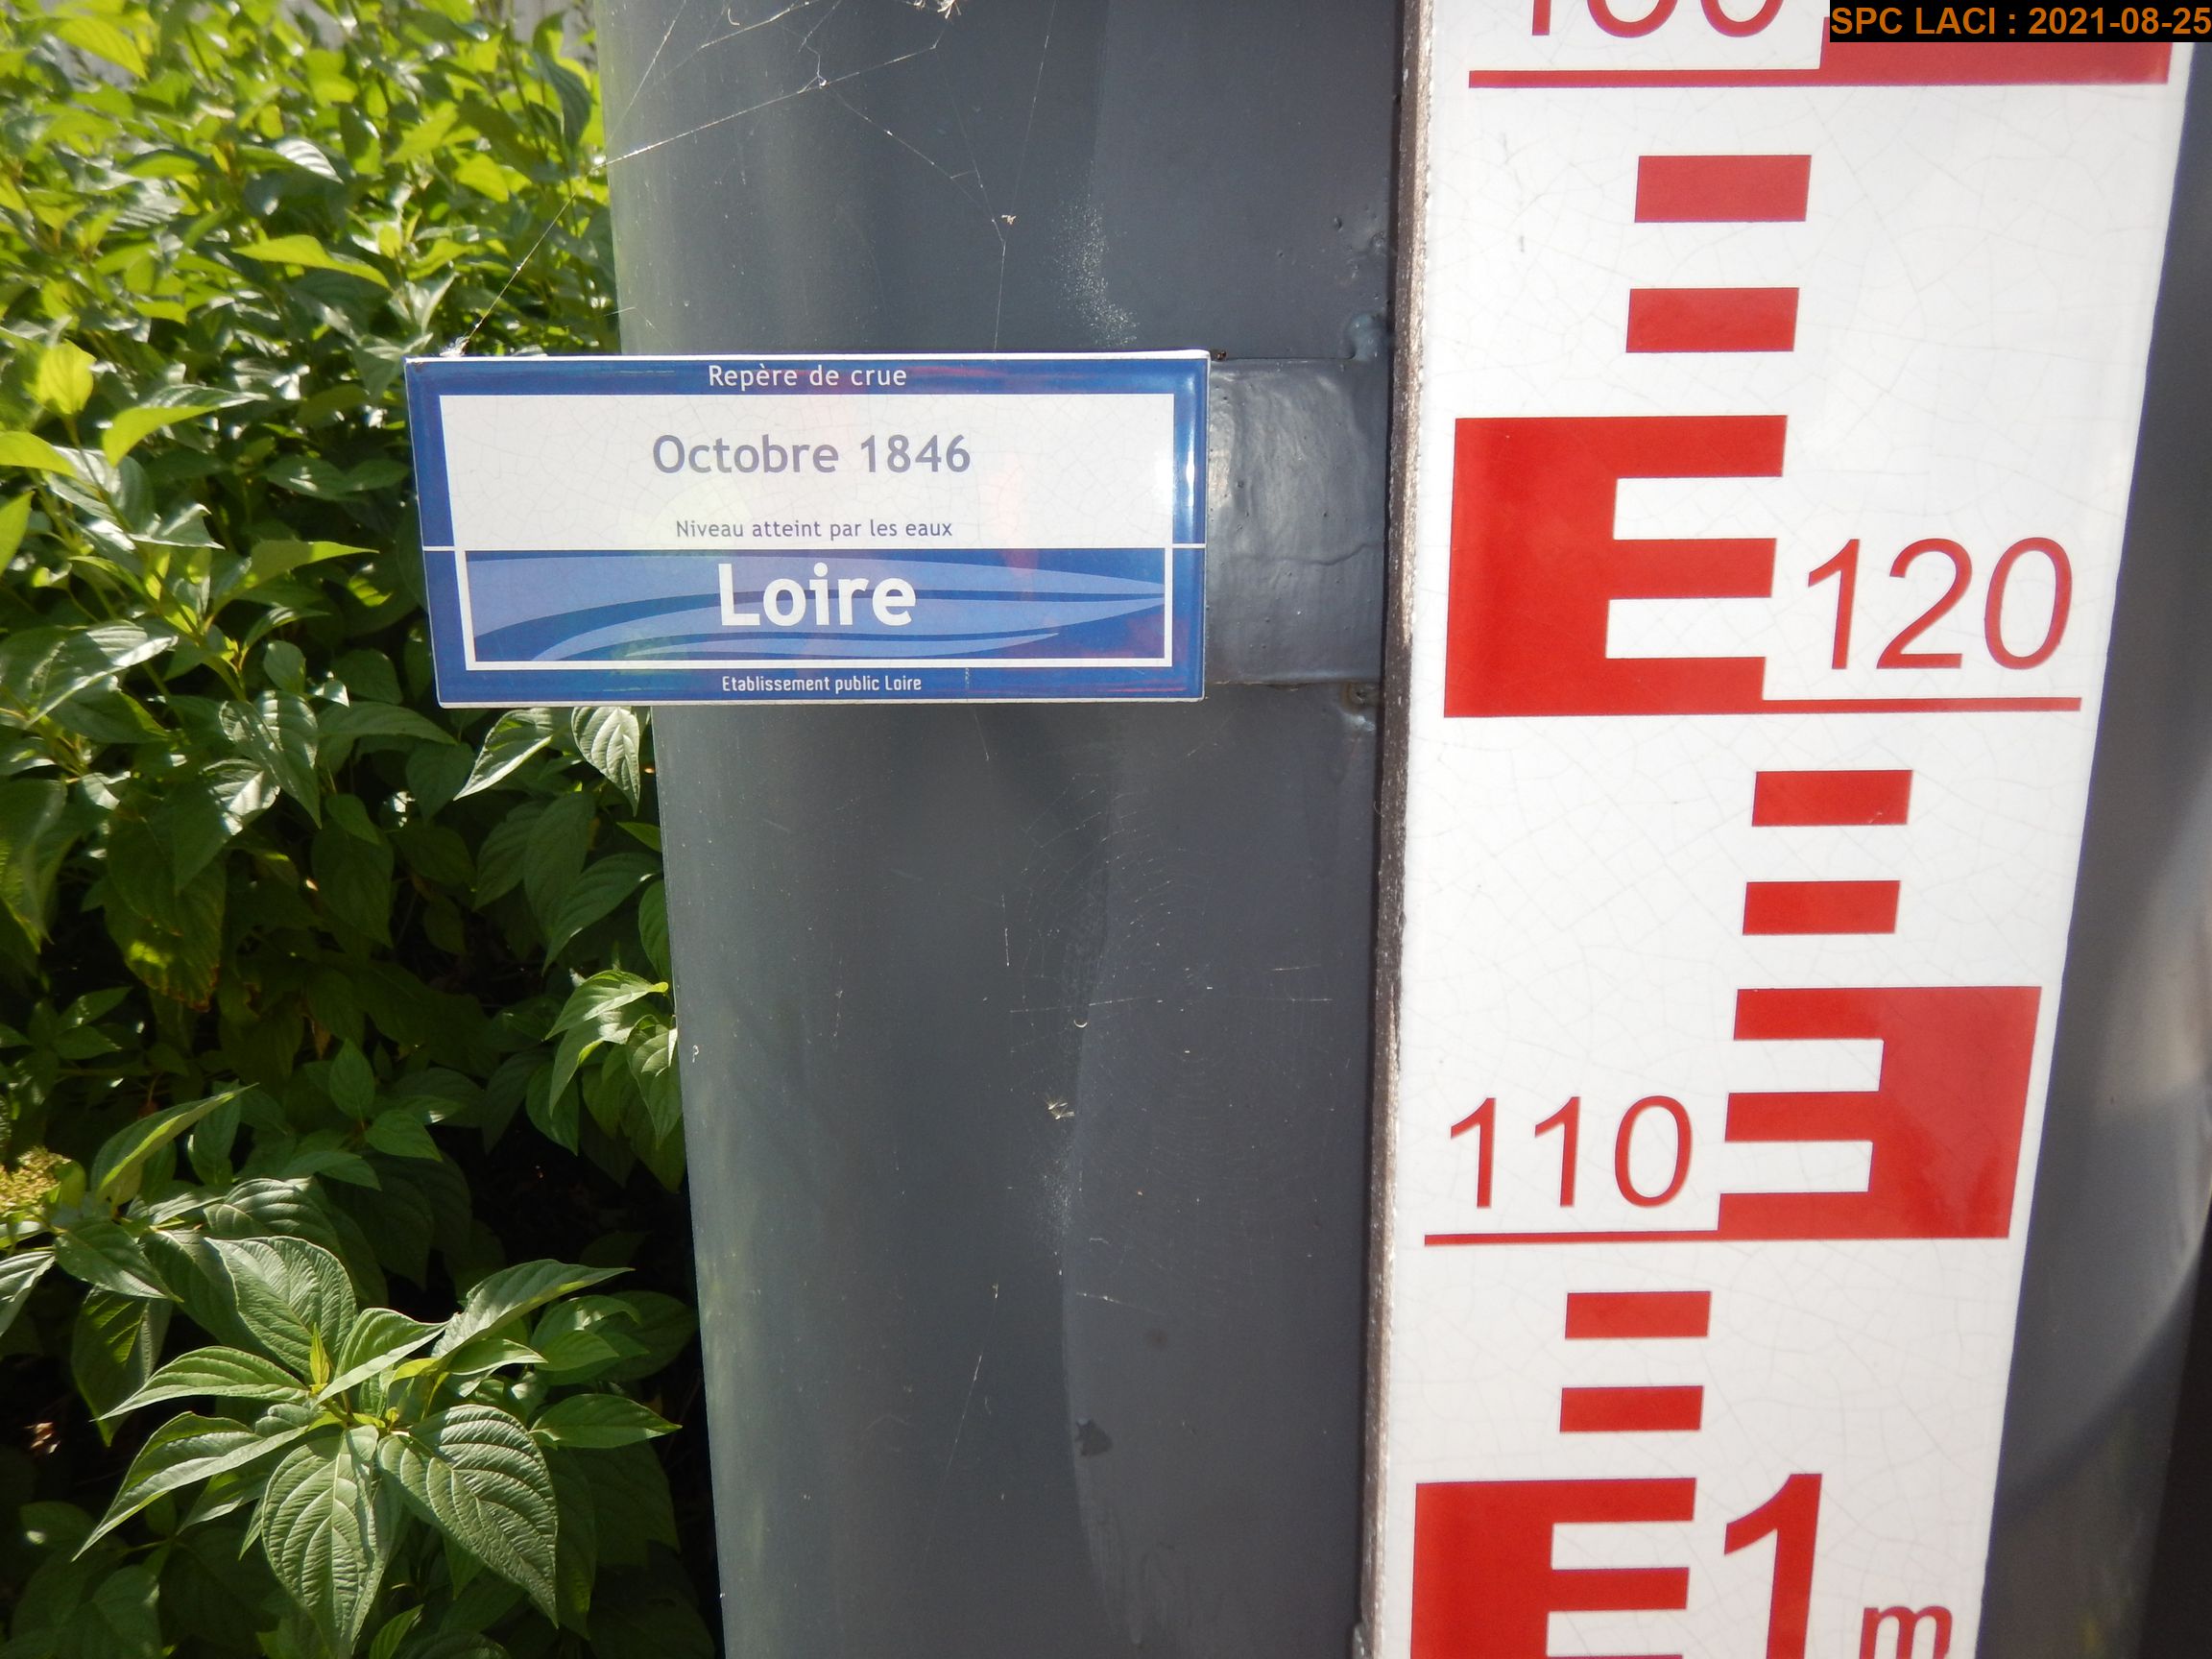 SPC LACI : 2021-08-25
Repère de crue
Octobre 1846
Niveau atteint par les eaux
Loire
Etablissement public Loire
120
110
1 m